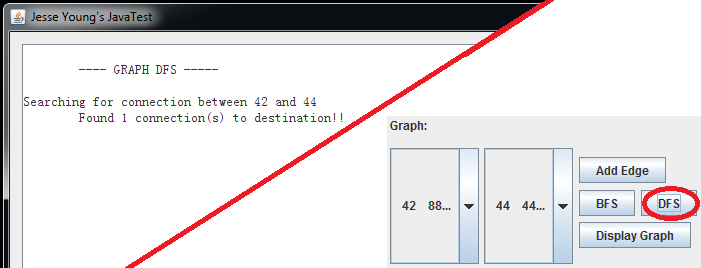 Jesse Young's JavaTest
---- GRAPH DFS -----
Searching for connection between 42 and 44
Found 1 connection(s) to destination!!
Graph:
42 88...
44 44...
Add Edge
BFS
DFS
Display Graph